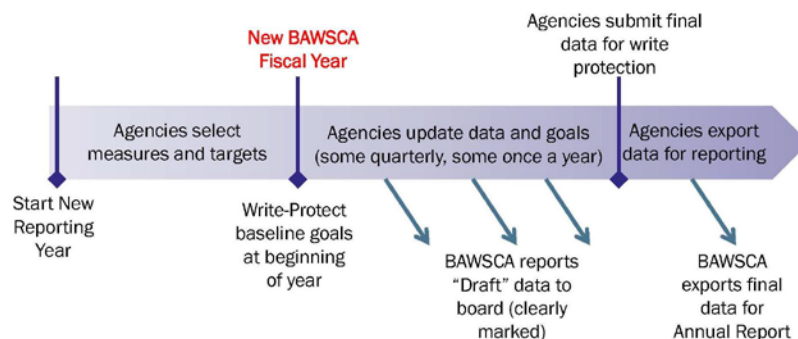 New BAWSCA
Fiscal Year
Agencies submit final
data for write
protection
Agencies select
measures and targets
Agencies update data and goals
(some quarterly, some once a year)
Agencies export
data for reporting
Start New
Reporting
Year
Write-Protect
baseline goals
at beginning
of year
BAWSCA reports
“Draft” data to
board (clearly
marked)
BAWSCA
exports final
data for
Annual Report